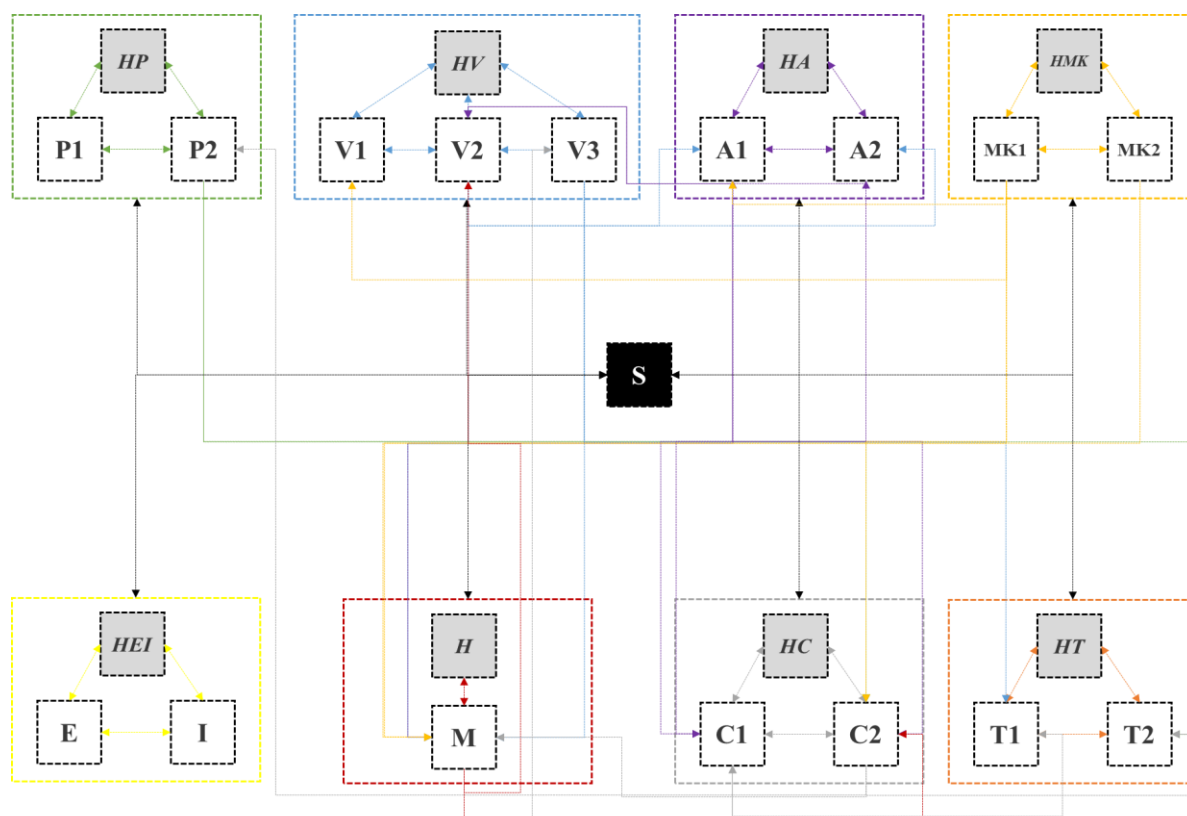 HP
HV
HA
HMK
P1 P2
V1 V2 V3
A1 A2
MK1 MK2
S
HEI
H
HC
HT
E I
M
C1 C2
T1 T2